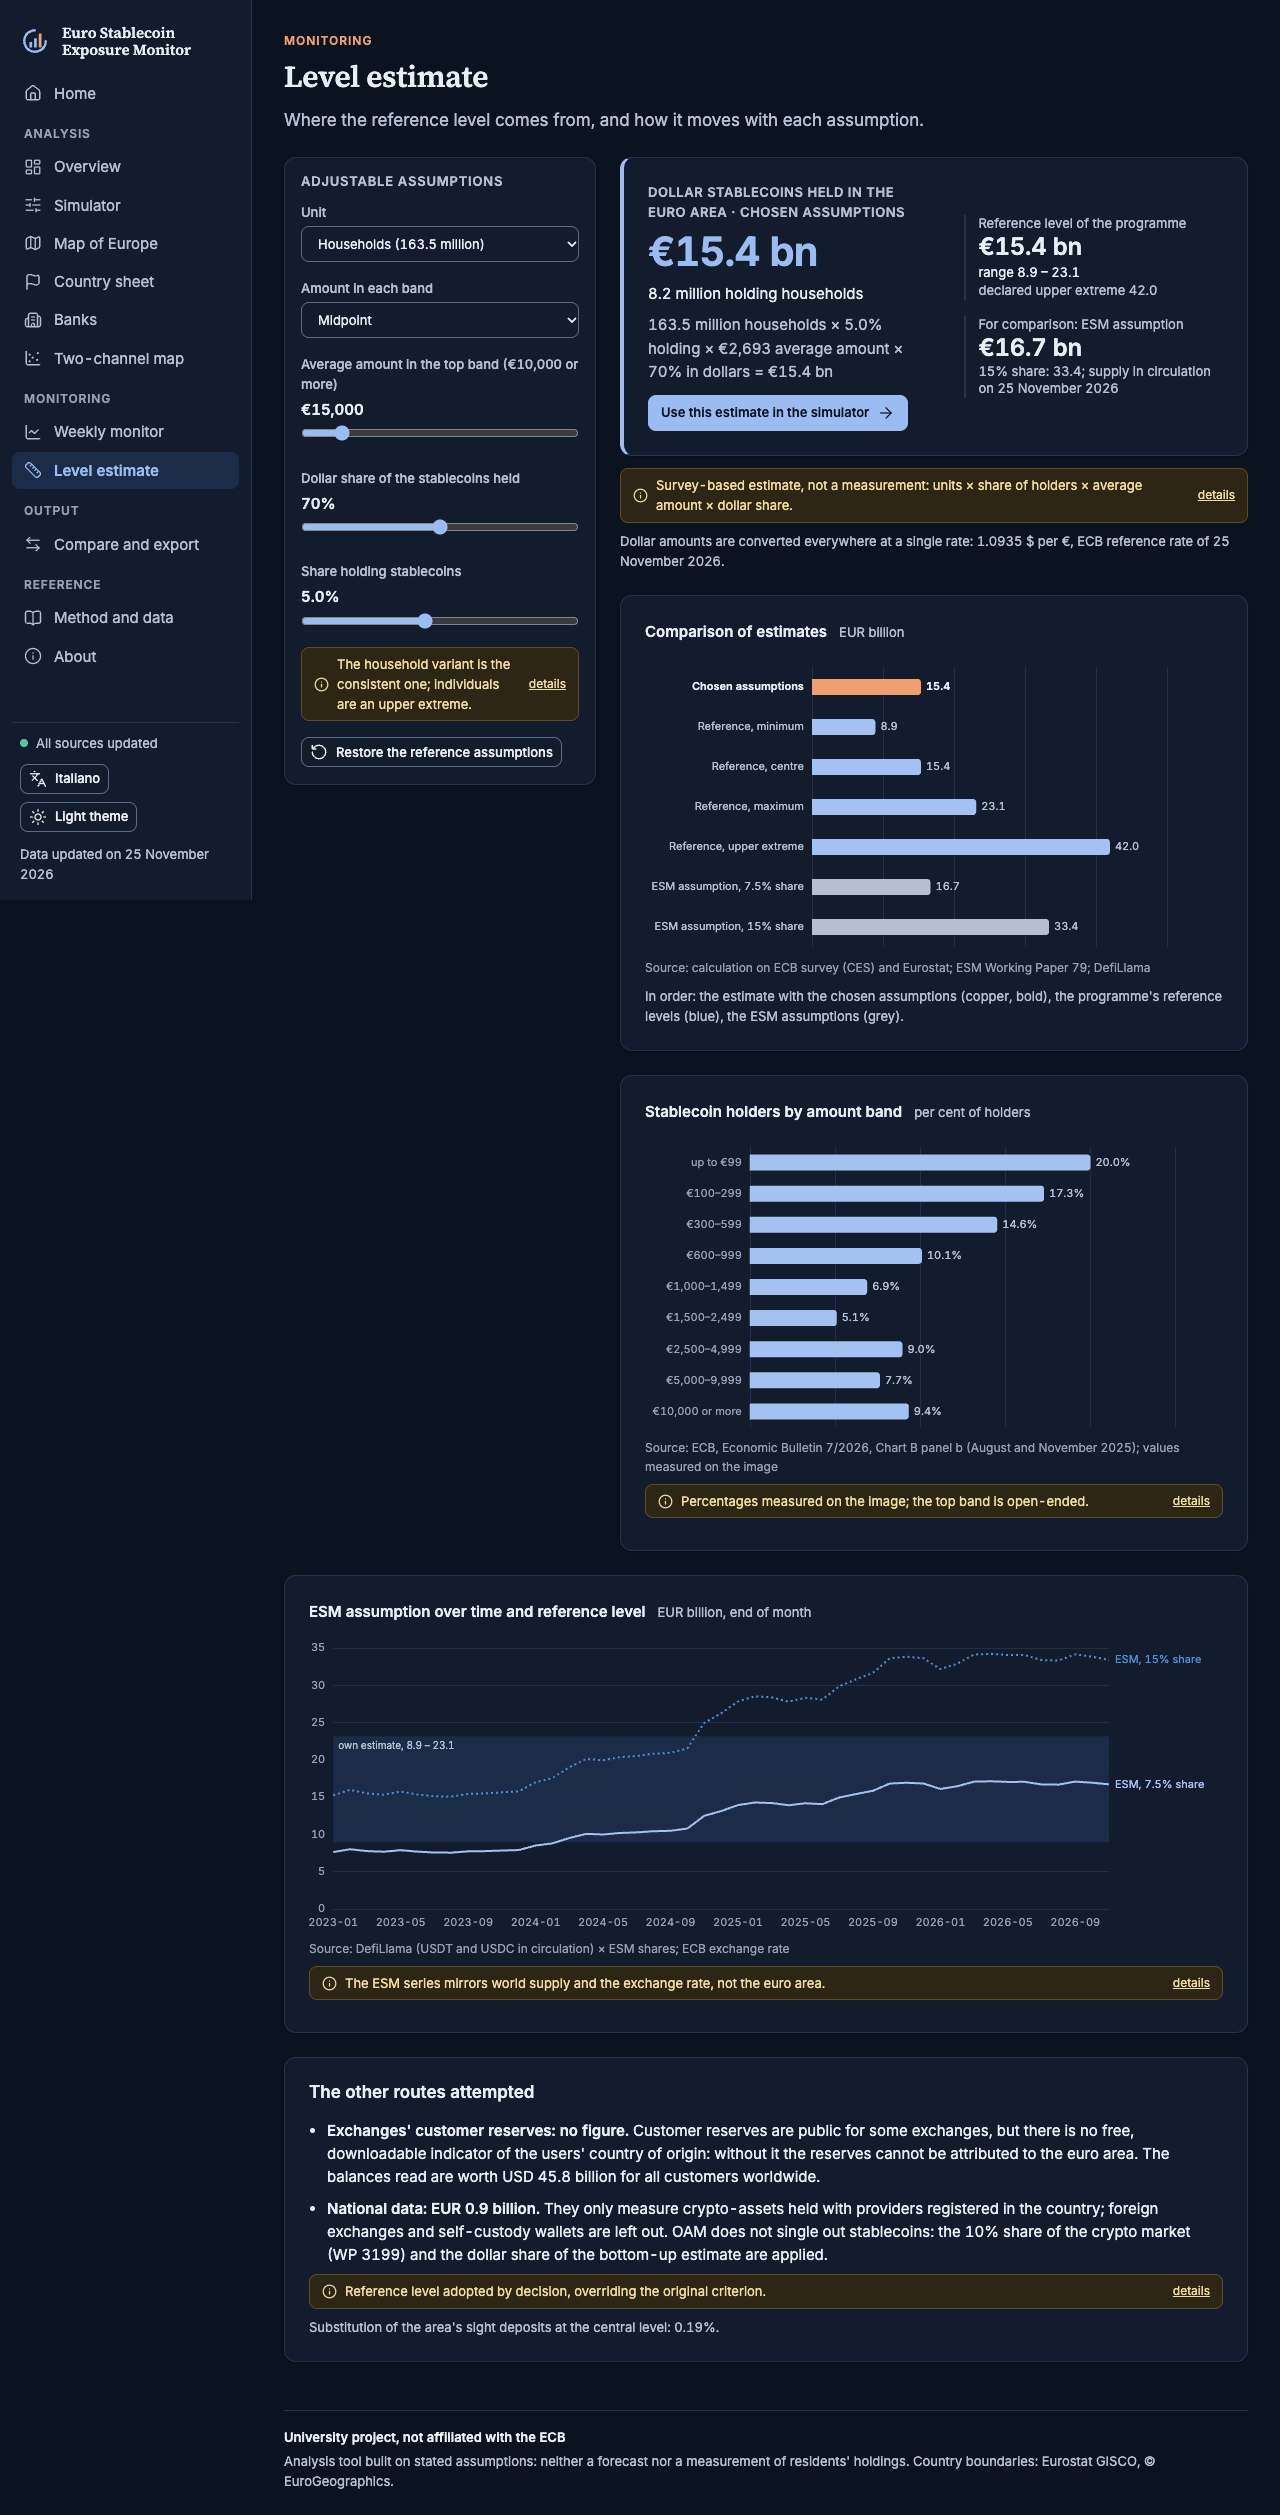 Euro Stablecoin
Exposure Monitor
Home
ANALYSIS
Overview
Simulator
Map of Europe
Country sheet
Banks
Two-channel map
MONITORING
Weekly monitor
Level estimate
OUTPUT
Compare and export
REFERENCE
Method and data
About
All sources updated
Italiano
Light theme
Data updated on 25 November
2026
MONITORING
Level estimate
Where the reference level comes from, and how it moves with each assumption.
ADJUSTABLE ASSUMPTIONS
Unit
Households (163.5 million)
Amount in each band
Midpoint
Average amount in the top band (€10,000 or
more)
€15,000
Dollar share of the stablecoins held
70%
Share holding stablecoins
5.0%
The household variant is the
consistent one; individuals
are an upper extreme.
details
Restore the reference assumptions
DOLLAR STABLECOINS HELD IN THE
EURO AREA · CHOSEN ASSUMPTIONS
€15.4 bn
8.2 million holding households
163.5 million households × 5.0%
holding × €2,693 average amount ×
70% in dollars = €15.4 bn
Use this estimate in the simulator
Reference level of the programme
€15.4 bn
range 8.9 – 23.1
declared upper extreme 42.0
For comparison: ESM assumption
€16.7 bn
15% share: 33.4; supply in circulation
on 25 November 2026
Survey-based estimate, not a measurement: units × share of holders × average
amount × dollar share.
details
Dollar amounts are converted everywhere at a single rate: 1.0935 $ per €, ECB reference rate of 25
November 2026.
Comparison of estimates EUR billion
Chosen assumptions 15.4
Reference, minimum 8.9
Reference, centre 15.4
Reference, maximum 23.1
Reference, upper extreme 42.0
ESM assumption, 7.5% share 16.7
ESM assumption, 15% share 33.4
Source: calculation on ECB survey (CES) and Eurostat; ESM Working Paper 79; DefiLlama
In order: the estimate with the chosen assumptions (copper, bold), the programme's reference
levels (blue), the ESM assumptions (grey).
Stablecoin holders by amount band per cent of holders
up to €99 20.0%
€100–299 17.3%
€300–599 14.6%
€600–999 10.1%
€1,000–1,499 6.9%
€1,500–2,499 5.1%
€2,500–4,999 9.0%
€5,000–9,999 7.7%
€10,000 or more 9.4%
Source: ECB, Economic Bulletin 7/2026, Chart B panel b (August and November 2025); values
measured on the image
Percentages measured on the image; the top band is open-ended.
details
ESM assumption over time and reference level EUR billion, end of month
35
30
25
20
15
10
5
0
own estimate, 8.9 – 23.1
ESM, 15% share
ESM, 7.5% share
2023-01 2023-05 2023-09 2024-01 2024-05 2024-09 2025-01 2025-05 2025-09 2026-01 2026-05 2026-09
Source: DefiLlama (USDT and USDC in circulation) × ESM shares; ECB exchange rate
The ESM series mirrors world supply and the exchange rate, not the euro area.
details
The other routes attempted
• Exchanges' customer reserves: no figure. Customer reserves are public for some exchanges, but there is no free,
downloadable indicator of the users' country of origin: without it the reserves cannot be attributed to the euro area. The
balances read are worth USD 45.8 billion for all customers worldwide.
• National data: EUR 0.9 billion. They only measure crypto-assets held with providers registered in the country; foreign
exchanges and self-custody wallets are left out. OAM does not single out stablecoins: the 10% share of the crypto market
(WP 3199) and the dollar share of the bottom-up estimate are applied.
Reference level adopted by decision, overriding the original criterion.
details
Substitution of the area's sight deposits at the central level: 0.19%.
University project, not affiliated with the ECB
Analysis tool built on stated assumptions: neither a forecast nor a measurement of residents' holdings. Country boundaries: Eurostat GISCO, ©
EuroGeographics.